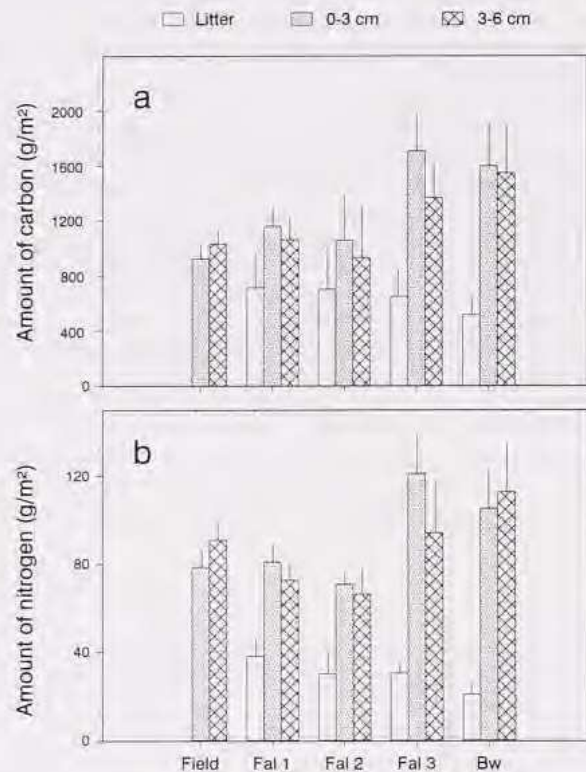 Litter 0-3 cm 3-6 cm
a
Amount of carbon (g/m²)
2000
1600
1200
800
400
0
b
Amount of nitrogen (g/m²)
120
80
40
0
Field Fal 1 Fal 2 Fal 3 Bw